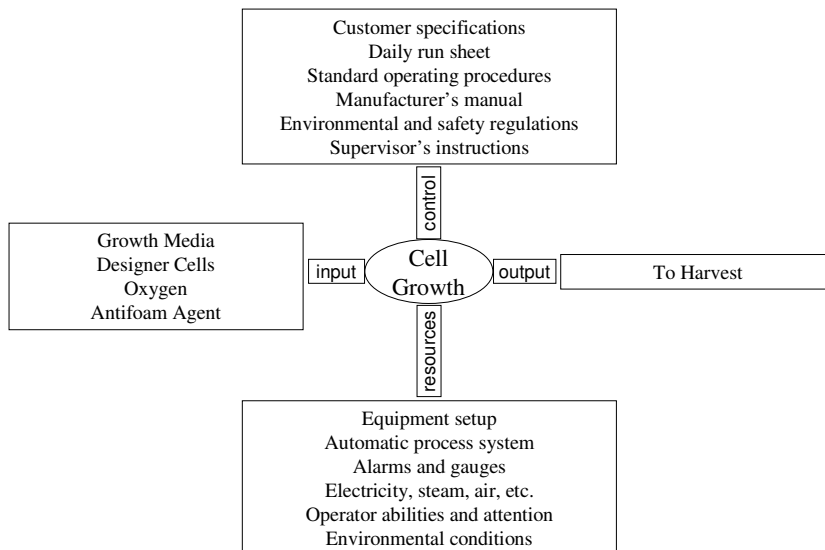 Customer specifications
Daily run sheet
Standard operating procedures
Manufacturer's manual
Environmental and safety regulations
Supervisor's instructions
control
Growth Media
Designer Cells
Oxygen
Antifoam Agent
input
Cell
Growth
output
To Harvest
resources
Equipment setup
Automatic process system
Alarms and gauges
Electricity, steam, air, etc.
Operator abilities and attention
Environmental conditions